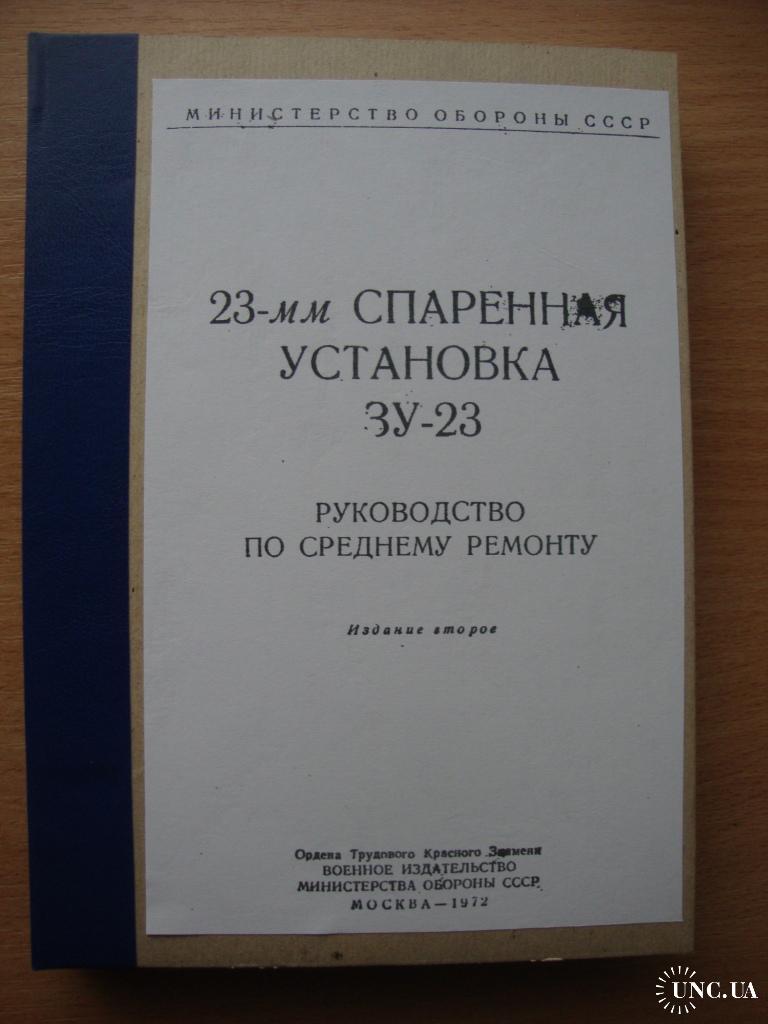 МИНИСТЕРСТВО ОБОРОНЫ СССР
23-мм СПАРЕННАЯ
УСТАНОВКА
ЗУ-23
РУКОВОДСТВО
ПО СРЕДНЕМУ РЕМОНТУ
Издание второе
Ордена Трудового Красного Знамени
ВОЕННОЕ ИЗДАТЕЛЬСТВО
МИНИСТЕРСТВА ОБОРОНЫ СССР
МОСКВА—1972
UNC.UA